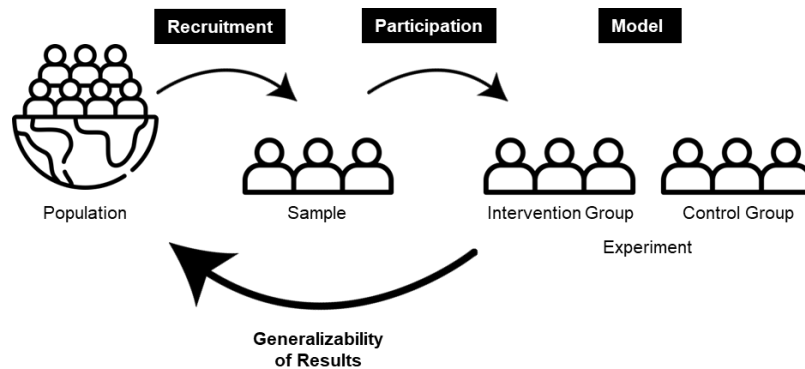 Recruitment
Participation
Model
Population
Sample
Intervention Group
Control Group
Experiment
Generalizability
of Results